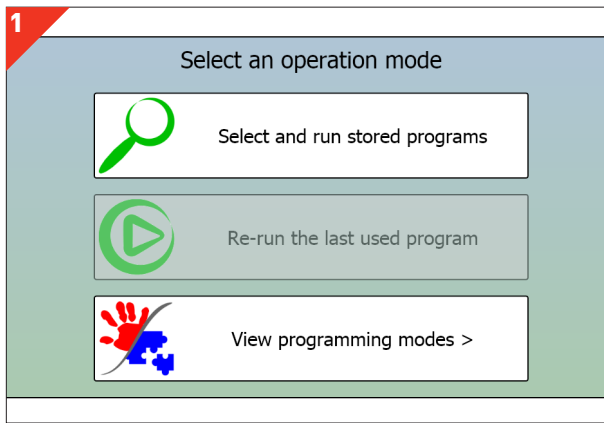 1
Select an operation mode
Select and run stored programs
Re-run the last used program
View programming modes >